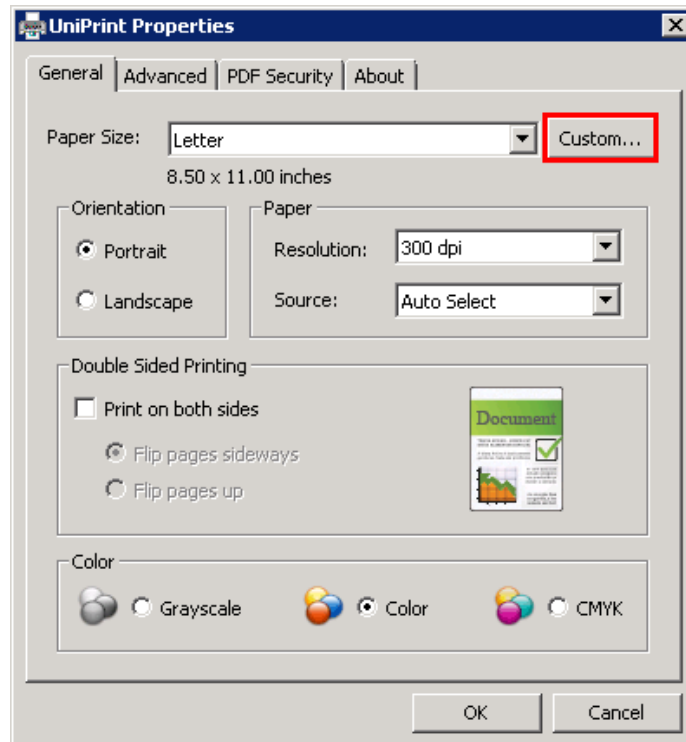 UniPrint Properties
General Advanced PDF Security About
Paper Size: Letter Custom...
8.50 x 11.00 inches
Orientation
Portrait
Landscape
Paper
Resolution: 300 dpi
Source: Auto Select
Double Sided Printing
Print on both sides
Flip pages sideways
Flip pages up
Document
Color
Grayscale Color CMYK
OK Cancel